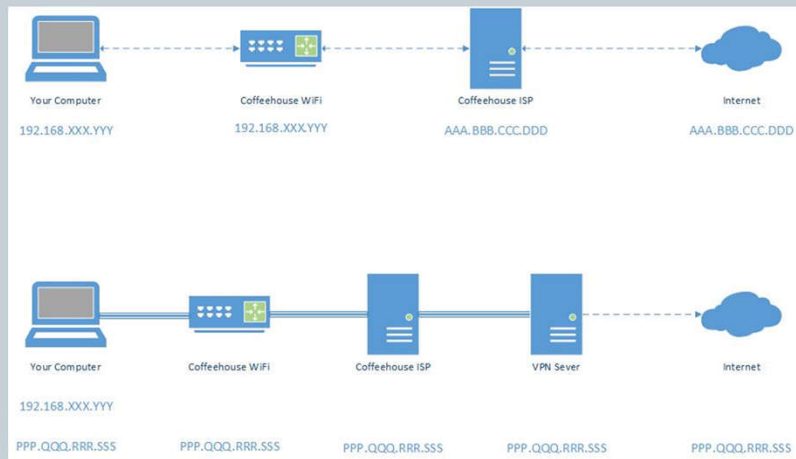 Your Computer
Coffeehouse WiFi
Coffeehouse ISP
Internet
192.168.XXX.YYY
192.168.XXX.YYY
AAA.BBB.CCC.DDD
AAA.BBB.CCC.DDD
Your Computer
Coffeehouse WiFi
Coffeehouse ISP
VPN Sever
Internet
192.168.XXX.YYY
PPP.QQQ.RRR.SSS
PPP.QQQ.RRR.SSS
PPP.QQQ.RRR.SSS
PPP.QQQ.RRR.SSS
PPP.QQQ.RRR.SSS